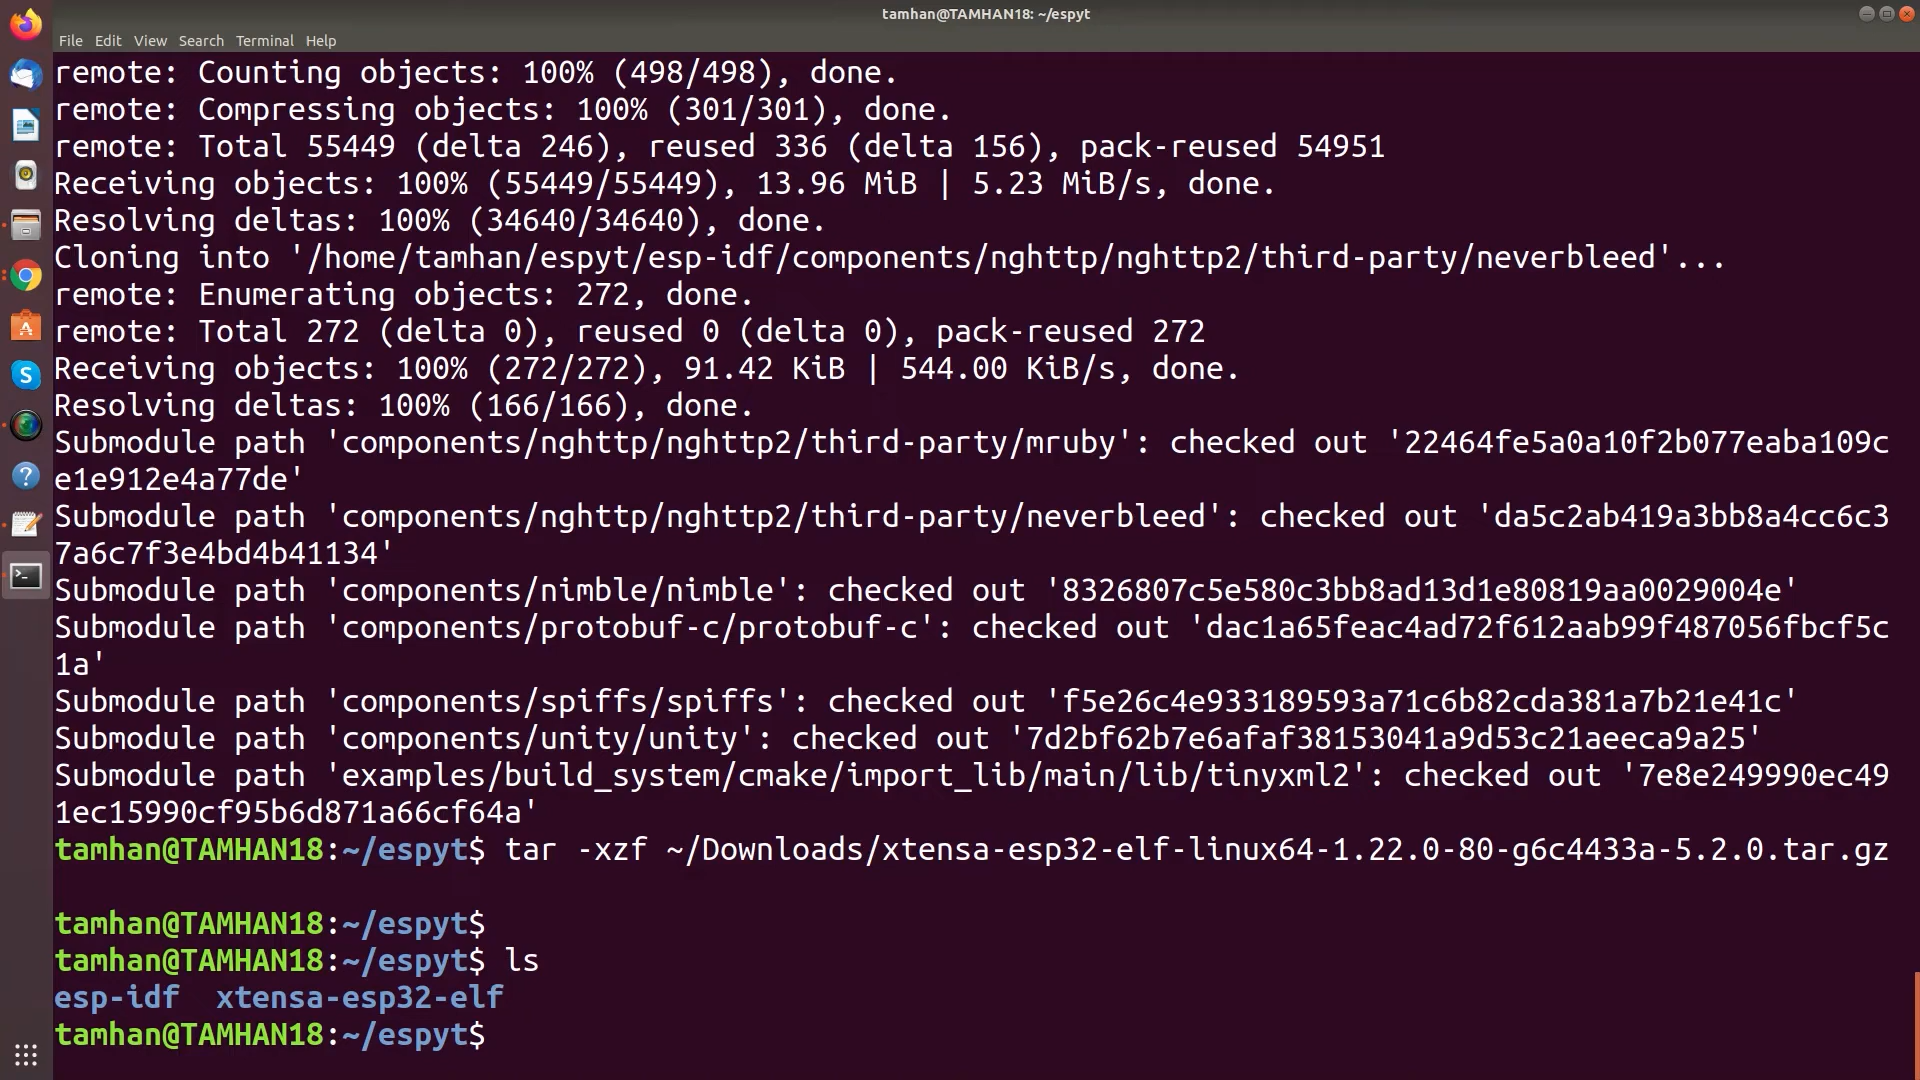 tamhan@TAMHAN18: ~/espyt
File Edit View Search Terminal Help
remote: Counting objects: 100% (498/498), done.
remote: Compressing objects: 100% (301/301), done.
remote: Total 55449 (delta 246), reused 336 (delta 156), pack-reused 54951
Receiving objects: 100% (55449/55449), 13.96 MiB | 5.23 MiB/s, done.
Resolving deltas: 100% (34640/34640), done.
Cloning into '/home/tamhan/espyt/esp-idf/components/nghttp/nghttp2/third-party/neverbleed'...
remote: Enumerating objects: 272, done.
remote: Total 272 (delta 0), reused 0 (delta 0), pack-reused 272
Receiving objects: 100% (272/272), 91.42 KiB | 544.00 KiB/s, done.
Resolving deltas: 100% (166/166), done.
Submodule path 'components/nghttp/nghttp2/third-party/mruby': checked out '22464fe5a0a10f2b077eaba109c
e1e912e4a77de'
Submodule path 'components/nghttp/nghttp2/third-party/neverbleed': checked out 'da5c2ab419a3bb8a4cc6c3
7a6c7f3e4bd4b41134'
Submodule path 'components/nimble/nimble': checked out '8326807c5e580c3bb8ad13d1e80819aa0029004e'
Submodule path 'components/protobuf-c/protobuf-c': checked out 'dac1a65feac4ad72f612aab99f487056fbcf5c
1a'
Submodule path 'components/spiffs/spiffs': checked out 'f5e26c4e933189593a71c6b82cda381a7b21e41c'
Submodule path 'components/unity/unity': checked out '7d2bf62b7e6afaf38153041a9d53c21aeeca9a25'
Submodule path 'examples/build_system/cmake/import_lib/main/lib/tinyxml2': checked out '7e8e249990ec49
1ec15990cf95b6d871a66cf64a'
tamhan@TAMHAN18:~/espyt$ tar -xzf ~/Downloads/xtensa-esp32-elf-linux64-1.22.0-80-g6c4433a-5.2.0.tar.gz
tamhan@TAMHAN18:~/espyt$
tamhan@TAMHAN18:~/espyt$ ls
esp-idf  xtensa-esp32-elf
tamhan@TAMHAN18:~/espyt$